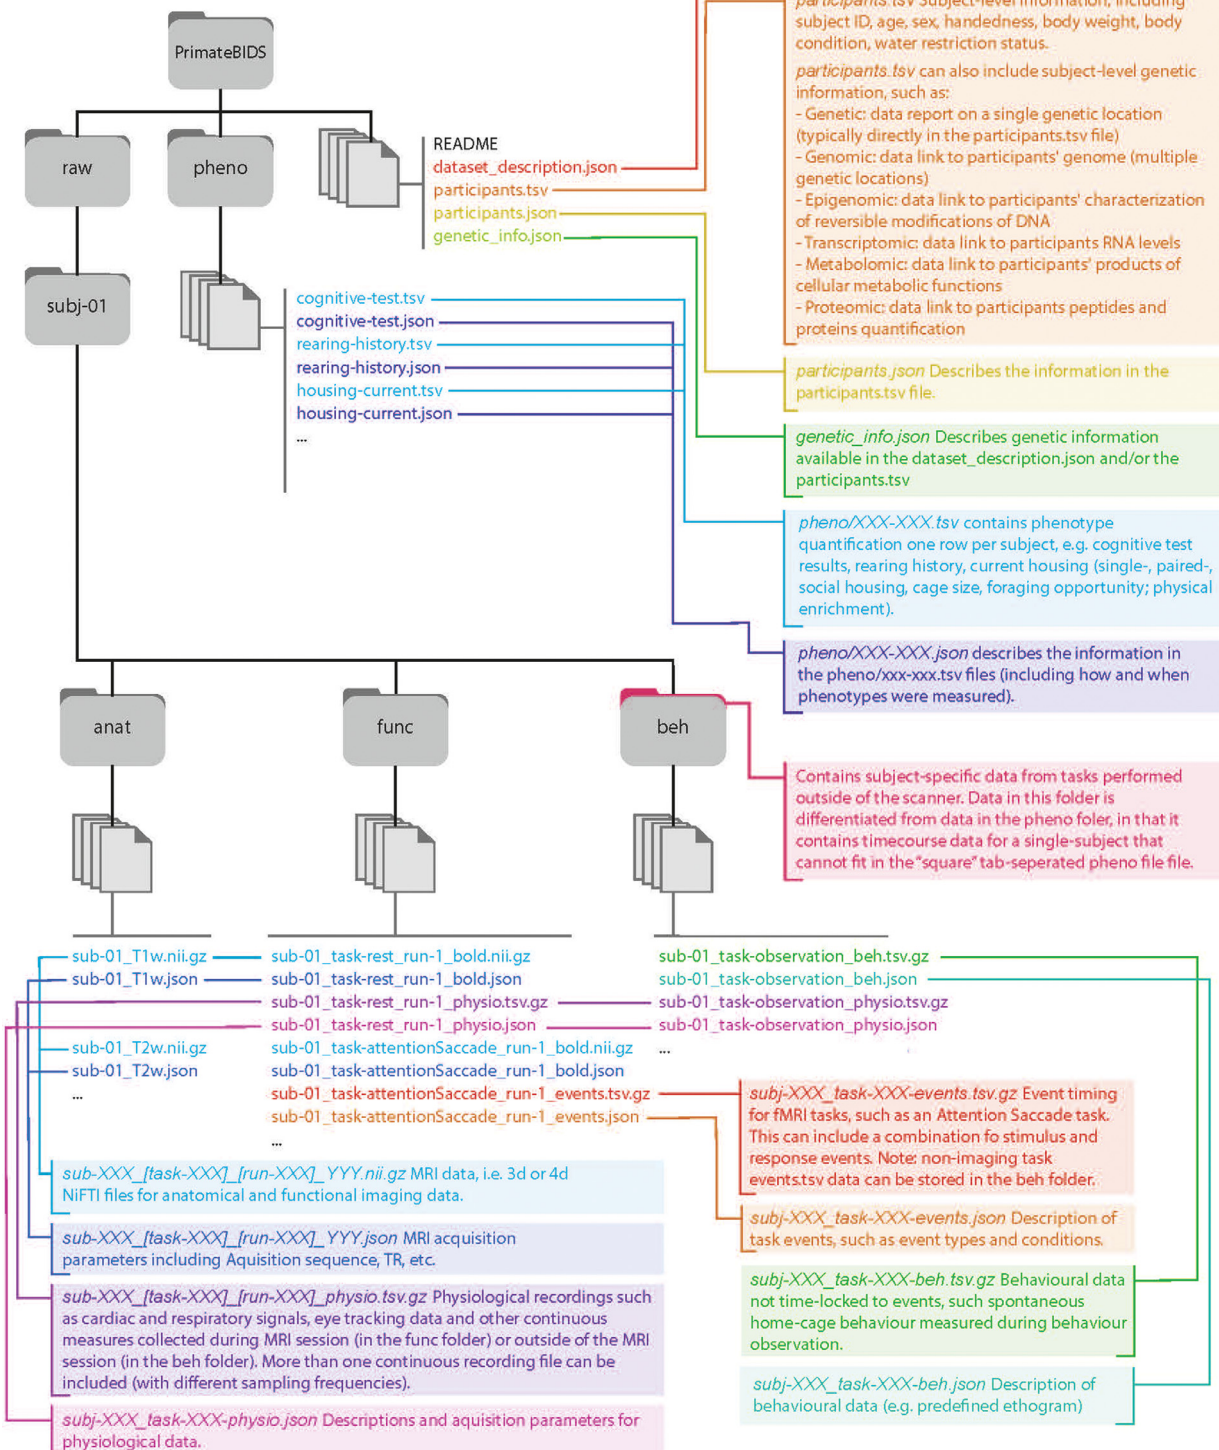 PrimateBIDS
raw
pheno
README
dataset_description.json
participants.tsv
participants.json
genetic_info.json
subj-01
cognitive-test.tsv
cognitive-test.json
rearing-history.tsv
rearing-history.json
housing-current.tsv
housing-current.json
...
participants.tsv Subject-level information, including
subject ID, age, sex, handedness, body weight, body
condition, water restriction status.
participants.tsv can also include subject-level genetic
information, such as:
- Genetic: data report on a single genetic location
(typically directly in the participants.tsv file)
- Genomic: data link to participants' genome (multiple
genetic locations)
- Epigenomic: data link to participants' characterization
of reversible modifications of DNA
- Transcriptomic: data link to participants RNA levels
- Metabolomic: data link to participants' products of
cellular metabolic functions
- Proteomic: data link to participants peptides and
proteins quantification
participants.json Describes the information in the
participants.tsv file.
genetic_info.json Describes genetic information
available in the dataset_description.json and/or the
participants.tsv
pheno/XXX-XXX.tsv contains phenotype
quantification one row per subject, e.g. cognitive test
results, rearing history, current housing (single-, paired-,
social housing, cage size, foraging opportunity; physical
enrichment).
pheno/XXX-XXX.json describes the information in
the pheno/xxx-xxx.tsv files (including how and when
phenotypes were measured).
anat
func
beh
Contains subject-specific data from tasks performed
outside of the scanner. Data in this folder is
differentiated from data in the pheno foler, in that it
contains timecourse data for a single-subject that
cannot fit in the "square" tab-seperated pheno file file.
sub-01_T1w.nii.gz
sub-01_T1w.json
sub-01_T2w.nii.gz
sub-01_T2w.json
...
sub-01_task-rest_run-1_bold.nii.gz
sub-01_task-rest_run-1_bold.json
sub-01_task-rest_run-1_physio.tsv.gz
sub-01_task-rest_run-1_physio.json
sub-01_task-attentionSaccade_run-1_bold.nii.gz
sub-01_task-attentionSaccade_run-1_bold.json
sub-01_task-attentionSaccade_run-1_events.tsv.gz
sub-01_task-attentionSaccade_run-1_events.json
...
sub-01_task-observation_beh.tsv.gz
sub-01_task-observation_beh.json
sub-01_task-observation_physio.tsv.gz
sub-01_task-observation_physio.json
...
sub-XXX_[task-XXX]_[run-XXX]_YYY.nii.gz MRI data, i.e. 3d or 4d
NiFTI files for anatomical and functional imaging data.
sub-XXX_[task-XXX]_[run-XXX]_YYY.json MRI acquisition
parameters including Aquisition sequence, TR, etc.
sub-XXX_[task-XXX]_[run-XXX]_physio.tsv.gz Physiological recordings such
as cardiac and respiratory signals, eye tracking data and other continuous
measures collected during MRI session (in the func folder) or outside of the MRI
session (in the beh folder). More than one continuous recording file can be
included (with different sampling frequencies).
subj-XXX_task-XXX-physio.json Descriptions and aquisition parameters for
physiological data.
subj-XXX_task-XXX-events.tsv.gz Event timing
for fMRI tasks, such as an Attention Saccade task.
This can include a combination fo stimulus and
response events. Note: non-imaging task
events.tsv data can be stored in the beh folder.
subj-XXX_task-XXX-events.json Description of
task events, such as event types and conditions.
subj-XXX_task-XXX-beh.tsv.gz Behavioural data
not time-locked to events, such spontaneous
home-cage behaviour measured during behaviour
observation.
subj-XXX_task-XXX-beh.json Description of
behavioural data (e.g. predefined ethogram)